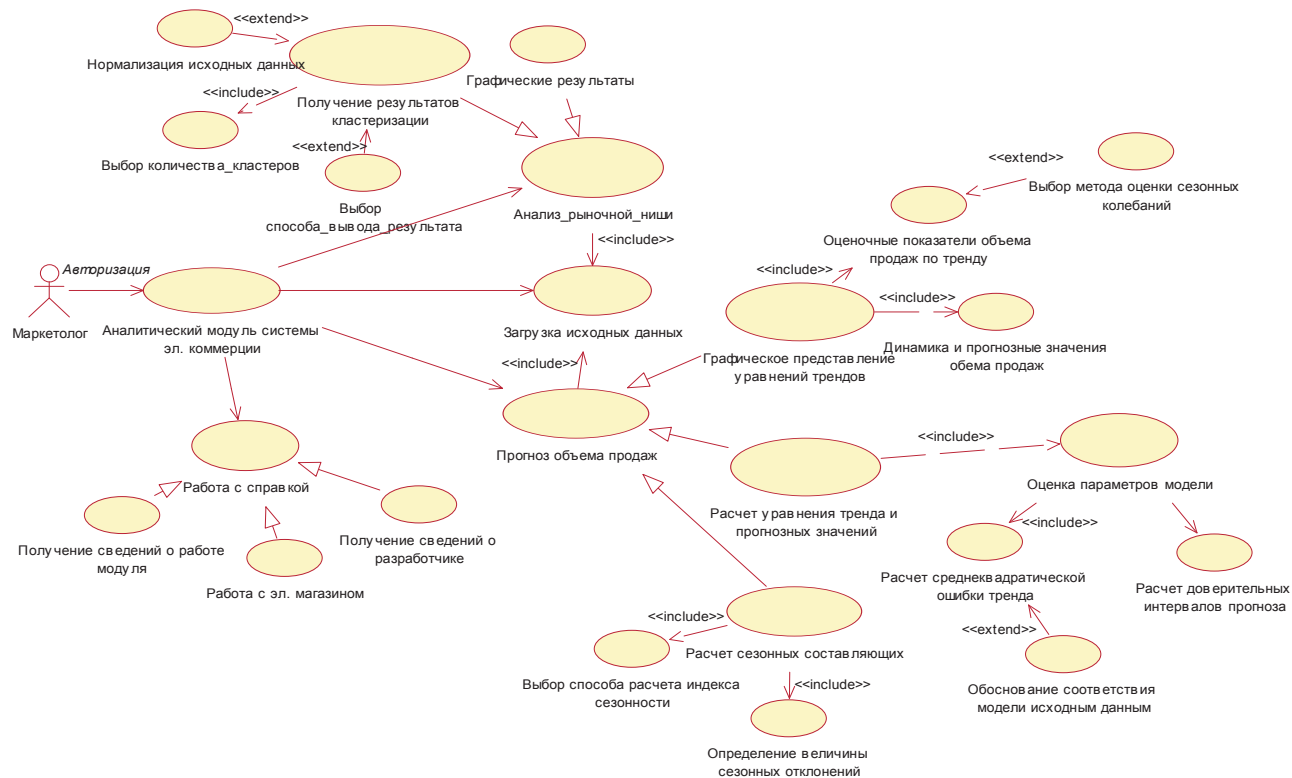 <<extend>>
Нормализация исходных данных
<<include>>
Получение результатов
кластеризации
Графические результаты
Выбор количества_кластеров
<<extend>>
Выбор
способа_вывода_результата
Анализ_рыночной_ниши
<<include>>
<<extend>>
Выбор метода оценки сезонных
колебаний
Оценочные показатели объема
продаж по тренду
<<include>>
<<include>>
Авторизация
Маркетолог
Аналитический модуль системы
эл. коммерции
Загрузка исходных данных
<<include>>
Графическое представление
уравнений трендов
Динамика и прогнозные значения
обема продаж
Прогноз объема продаж
<<include>>
Работа с справкой
Получение сведений о работе
модуля
Работа с эл. магазином
Получение сведений о
разработчике
Расчет уравнения тренда и
прогнозных значений
Оценка параметров модели
<<include>>
Расчет среднеквадратической
ошибки тренда
Расчет доверительных
интервалов прогноза
<<extend>>
Обоснование соответствия
модели исходным данным
<<include>>
Расчет сезонных составляющих
Выбор способа расчета индекса
сезонности
<<include>>
Определение величины
сезонных отклонений